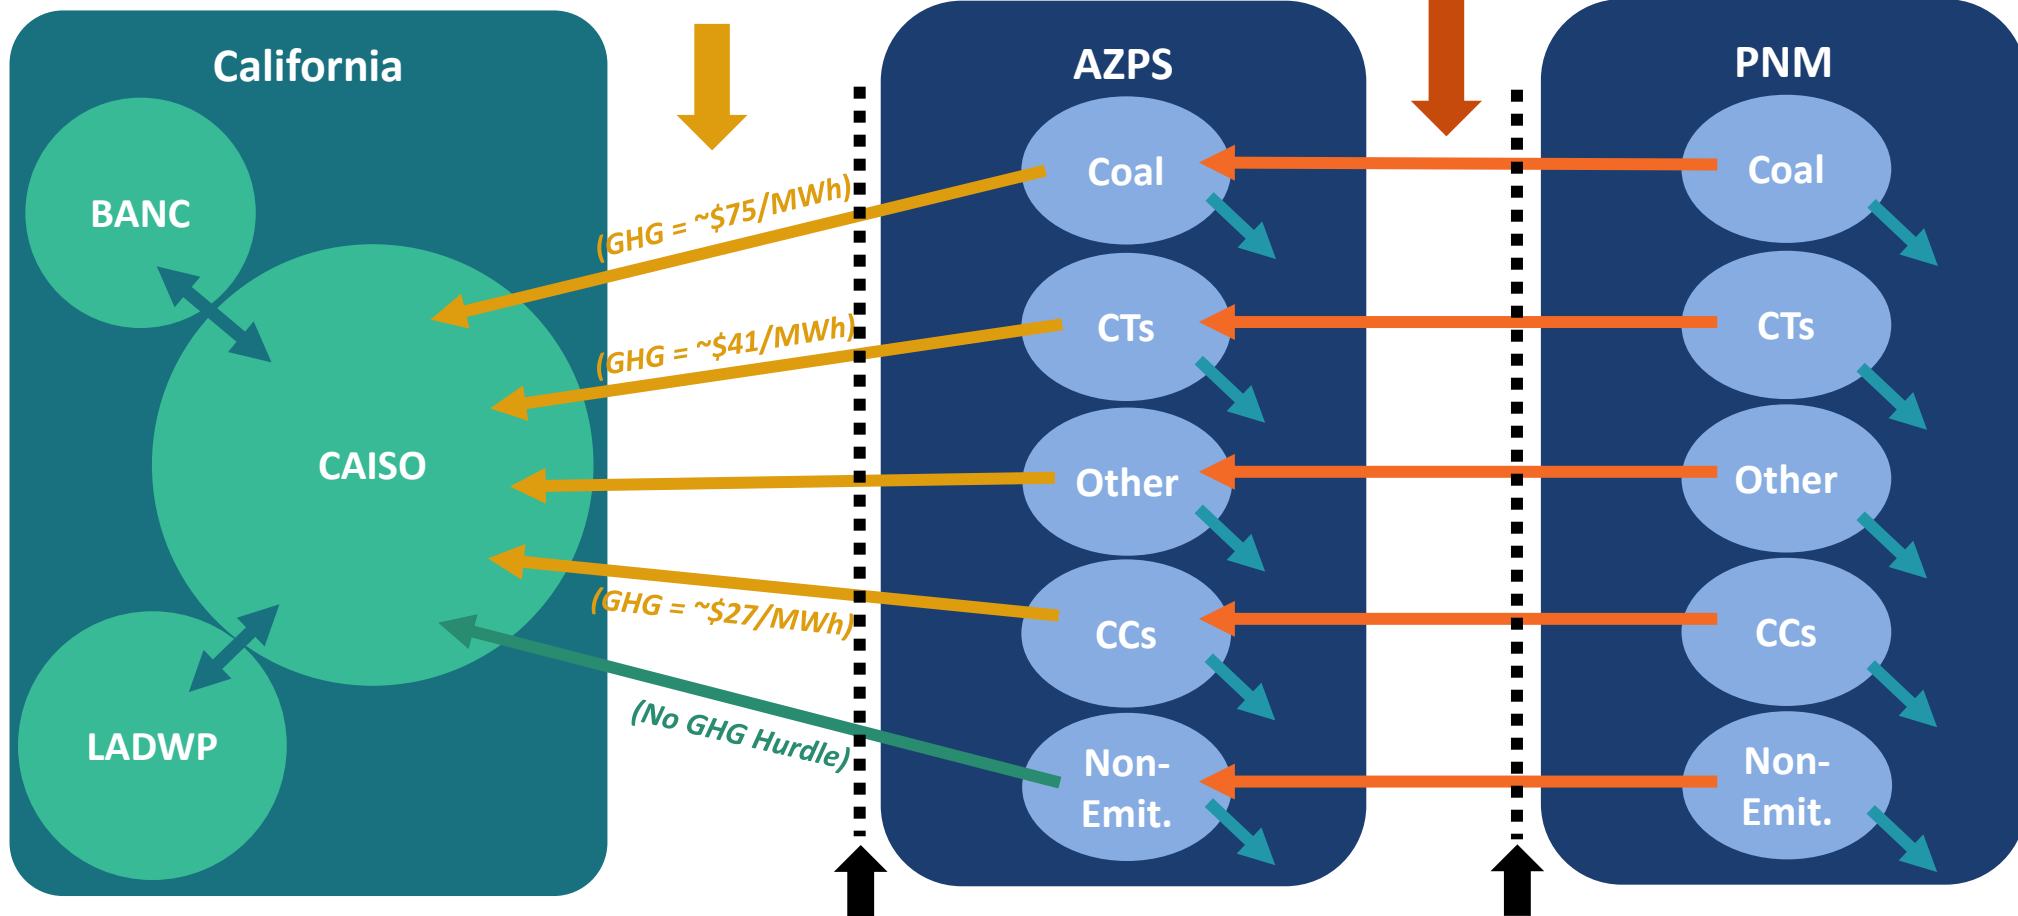 California
AZPS
PNM
BANC
CAISO
LADWP
(GHG = ~$75/MWh)
(GHG = ~$41/MWh)
(GHG = ~$27/MWh)
(No GHG Hurdle)
Coal
CTs
Other
CCs
Non-
Emit.
Coal
CTs
Other
CCs
Non-
Emit.